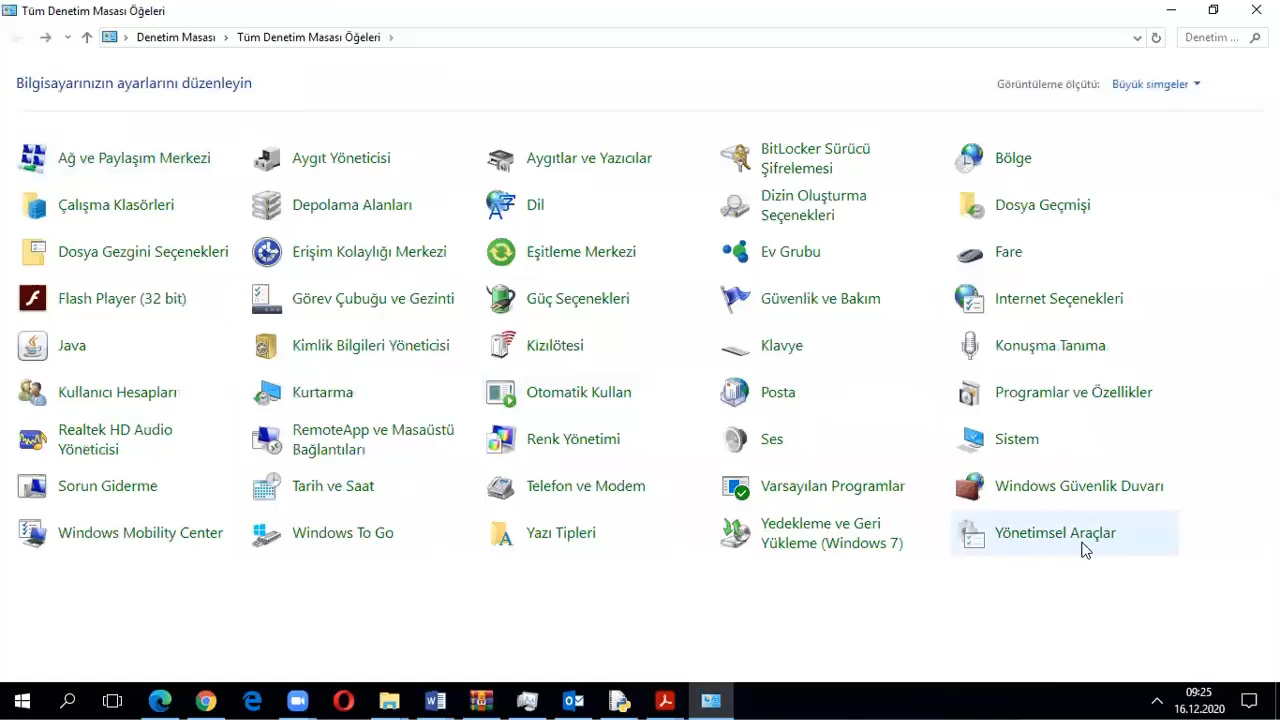 Tüm Denetim Masası Öğeleri
Denetim Masası
Tüm Denetim Masası Öğeleri
Denetim ...
Bilgisayarınızın ayarlarını düzenleyin
Görüntüleme ölçütü:
Büyük simgeler
Ağ ve Paylaşım Merkezi
Aygıt Yöneticisi
Aygıtlar ve Yazıcılar
BitLocker Sürücü
Şifrelemesi
Bölge
Çalışma Klasörleri
Depolama Alanları
Dil
Dizin Oluşturma
Seçenekleri
Dosya Geçmişi
Dosya Gezgini Seçenekleri
Erişim Kolaylığı Merkezi
Eşitleme Merkezi
Ev Grubu
Fare
Flash Player (32 bit)
Görev Çubuğu ve Gezinti
Güç Seçenekleri
Güvenlik ve Bakım
Internet Seçenekleri
Java
Kimlik Bilgileri Yöneticisi
Kızılötesi
Klavye
Konuşma Tanıma
Kullanıcı Hesapları
Kurtarma
Otomatik Kullan
Posta
Programlar ve Özellikler
Realtek HD Audio
Yöneticisi
RemoteApp ve Masaüstü
Bağlantıları
Renk Yönetimi
Ses
Sistem
Sorun Giderme
Tarih ve Saat
Telefon ve Modem
Varsayılan Programlar
Windows Güvenlik Duvarı
Windows Mobility Center
Windows To Go
Yazı Tipleri
Yedekleme ve Geri
Yükleme (Windows 7)
Yönetimsel Araçlar
09:25
16.12.2020